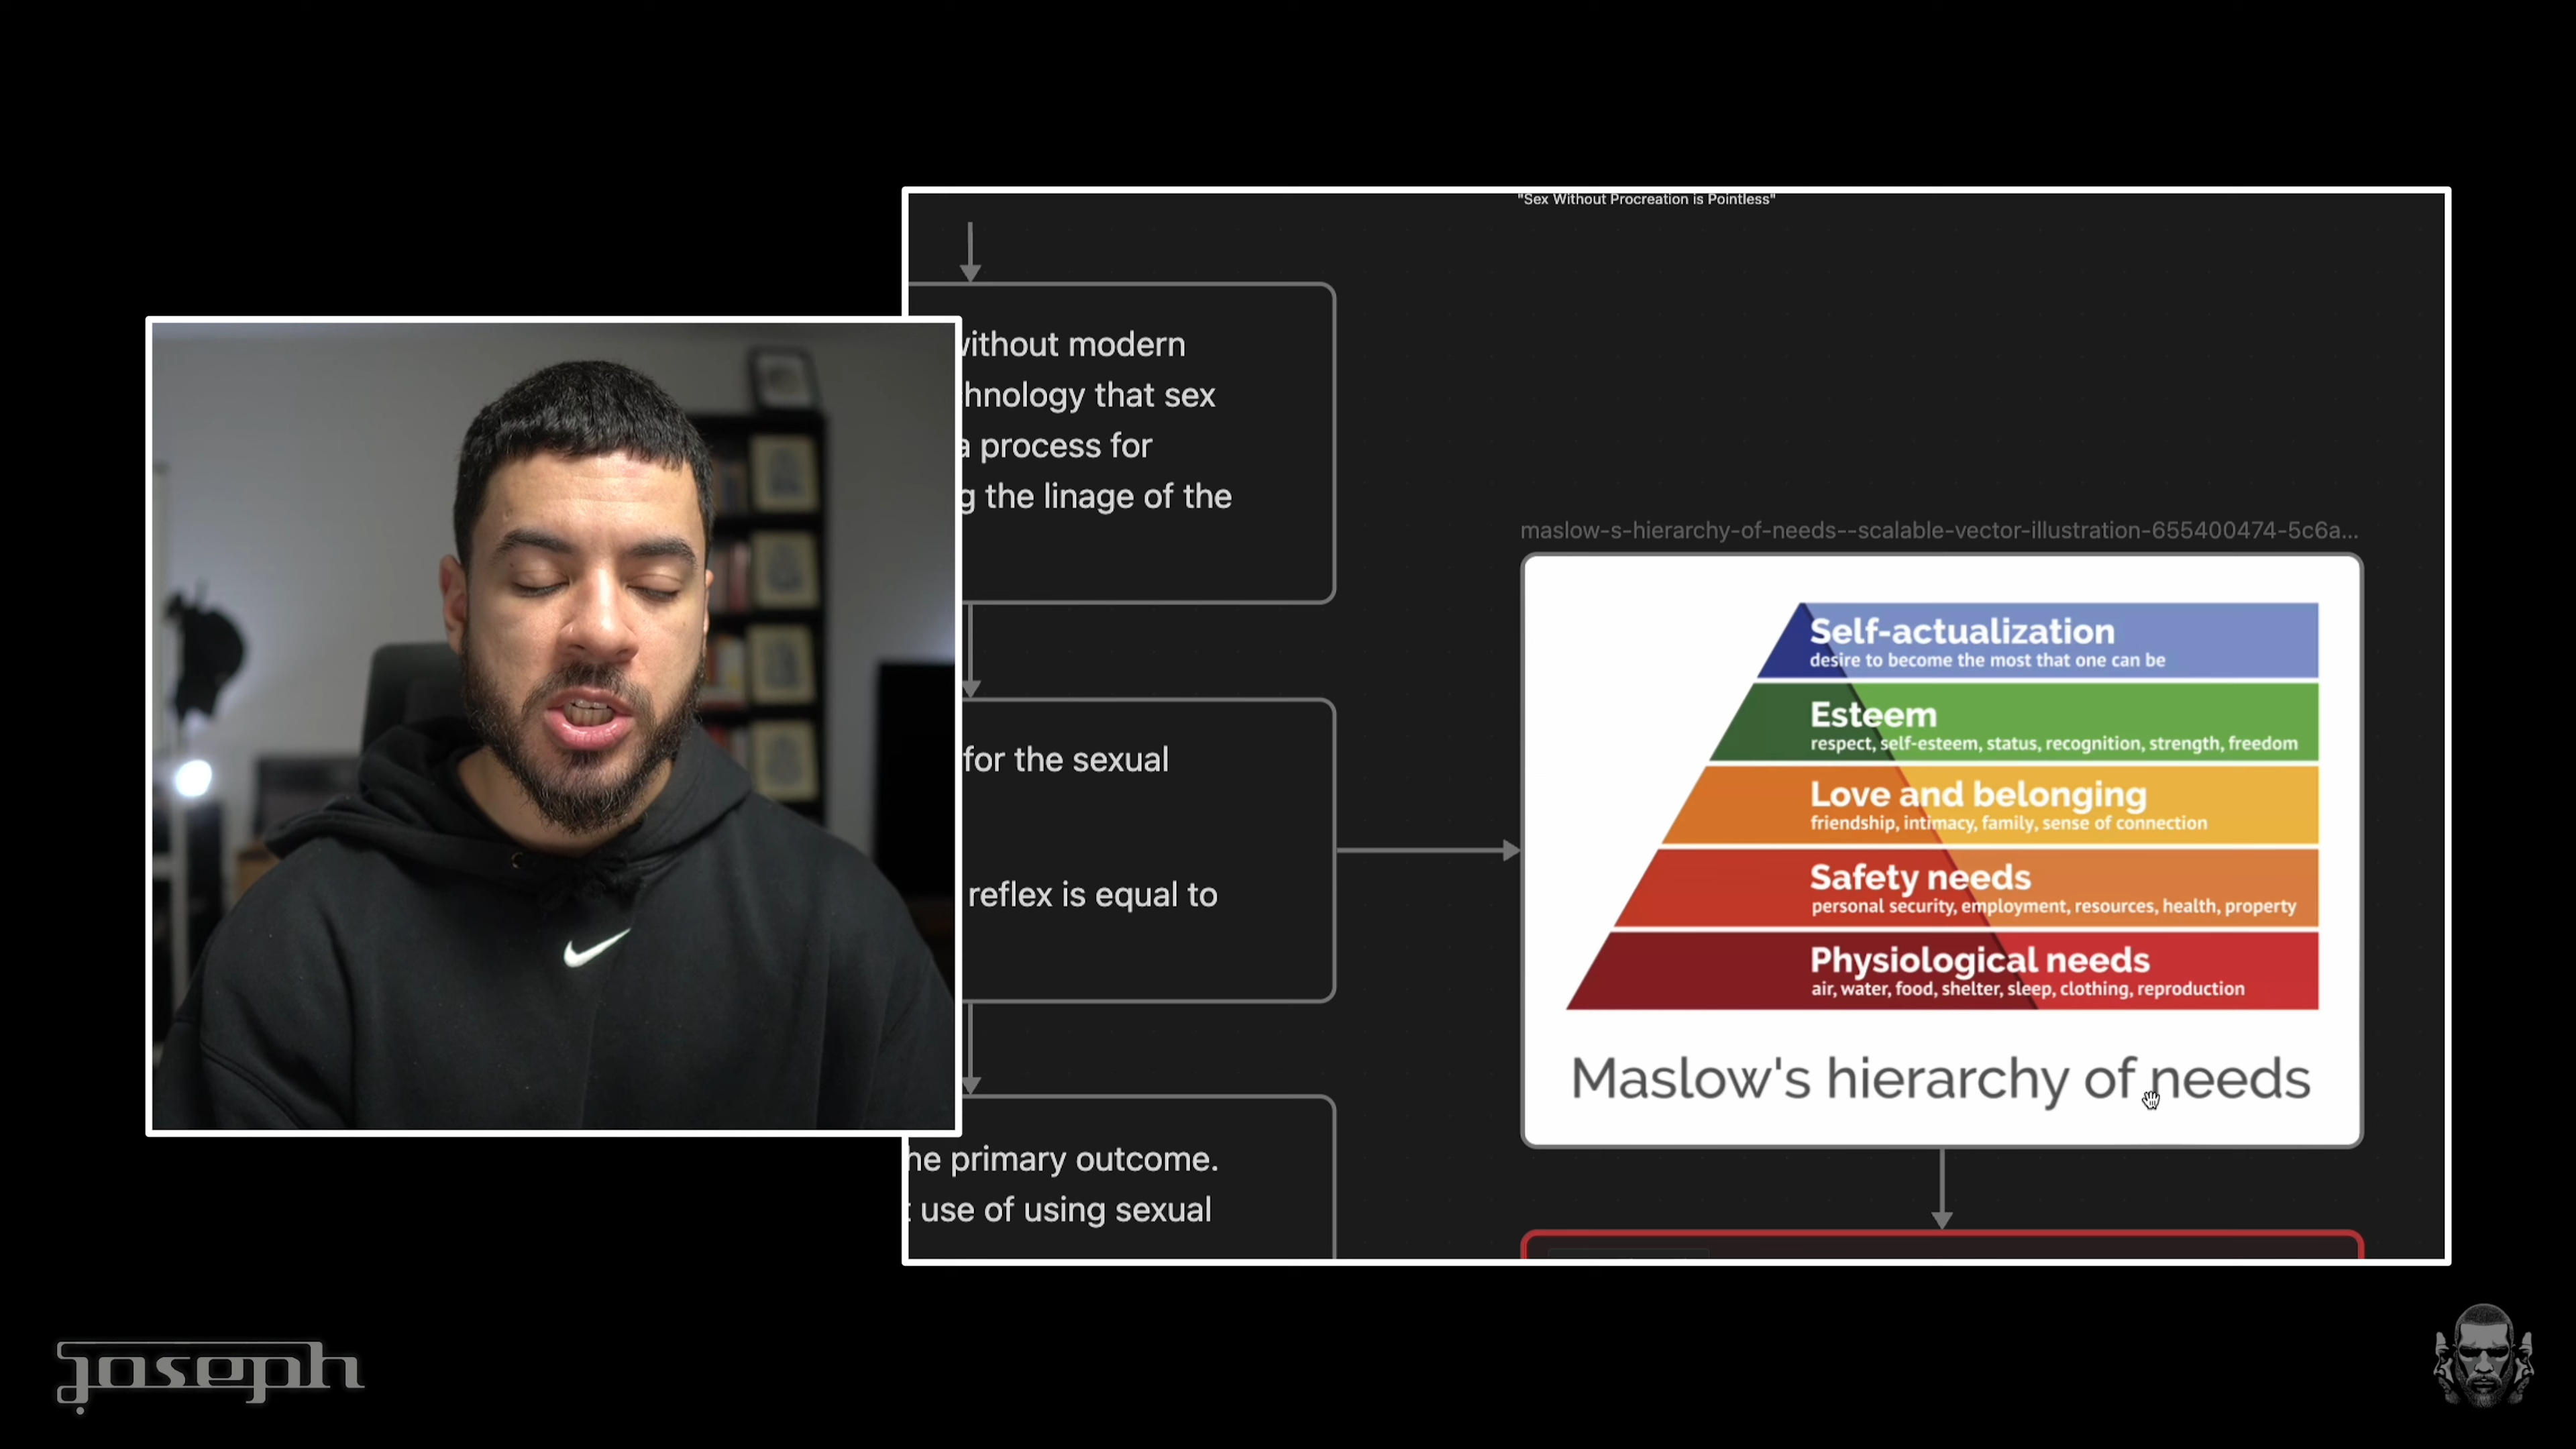 "Sex Without Procreation is Pointless"
without modern
hnology that sex
a process for
g the linage of the
for the sexual
reflex is equal to
he primary outcome.
use of using sexual
maslow-s-hierarchy-of-needs--scalable-vector-illustration-655400474-5c6a...
Self-actualization
desire to become the most that one can be
Esteem
respect, self-esteem, status, recognition, strength, freedom
Love and belonging
friendship, intimacy, family, sense of connection
Safety needs
personal security, employment, resources, health, property
Physiological needs
air, water, food, shelter, sleep, clothing, reproduction
Maslow's hierarchy of needs
joseph